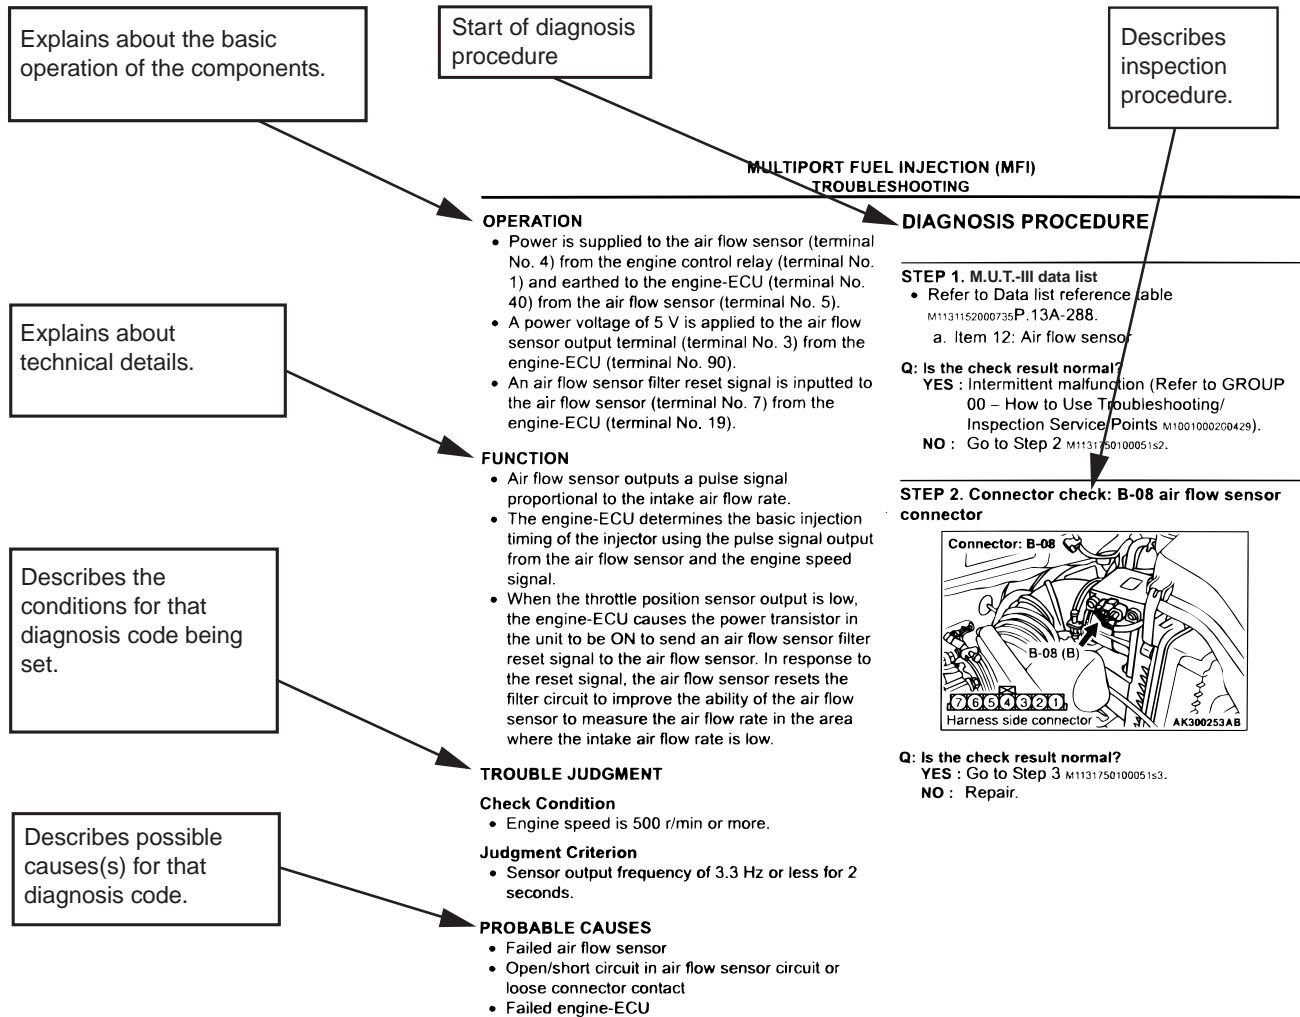 Explains about the basic
operation of the components.
Start of diagnosis
procedure
Describes
inspection
procedure.
MULTIPORT FUEL INJECTION (MFI)
TROUBLESHOOTING
Explains about
technical details.
Describes the
conditions for that
diagnosis code being
set.
Describes possible
causes(s) for that
diagnosis code.
OPERATION
• Power is supplied to the air flow sensor (terminal
No. 4) from the engine control relay (terminal No.
1) and earthed to the engine-ECU (terminal No.
40) from the air flow sensor (terminal No. 5).
• A power voltage of 5 V is applied to the air flow
sensor output terminal (terminal No. 3) from the
engine-ECU (terminal No. 90).
• An air flow sensor filter reset signal is inputted to
the air flow sensor (terminal No. 7) from the
engine-ECU (terminal No. 19).
FUNCTION
• Air flow sensor outputs a pulse signal
proportional to the intake air flow rate.
• The engine-ECU determines the basic injection
timing of the injector using the pulse signal output
from the air flow sensor and the engine speed
signal.
• When the throttle position sensor output is low,
the engine-ECU causes the power transistor in
the unit to be ON to send an air flow sensor filter
reset signal to the air flow sensor. In response to
the reset signal, the air flow sensor resets the
filter circuit to improve the ability of the air flow
sensor to measure the air flow rate in the area
where the intake air flow rate is low.
TROUBLE JUDGMENT
Check Condition
• Engine speed is 500 r/min or more.
Judgment Criterion
• Sensor output frequency of 3.3 Hz or less for 2
seconds.
PROBABLE CAUSES
• Failed air flow sensor
• Open/short circuit in air flow sensor circuit or
loose connector contact
• Failed engine-ECU
DIAGNOSIS PROCEDURE
STEP 1. M.U.T.-III data list
• Refer to Data list reference table
M1131152000735P.13A-288.
a. Item 12: Air flow sensor
Q: Is the check result normal?
YES : Intermittent malfunction (Refer to GROUP
00 – How to Use Troubleshooting/
Inspection Service Points M1001000200429).
NO : Go to Step 2 M1131750100051s2.
STEP 2. Connector check: B-08 air flow sensor
connector
Connector: B-08
B-08 (B)
7 6 5 4 3 2 1
Harness side connector
AK300253AB
Q: Is the check result normal?
YES : Go to Step 3 M1131750100051s3.
NO : Repair.